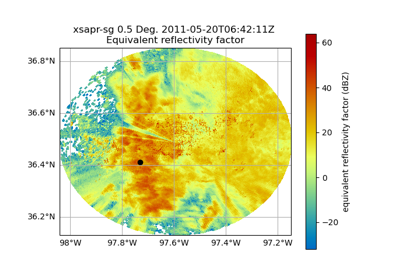 xsapr-sg 0.5 Deg. 2011-05-20T06:42:11Z
Equivalent reflectivity factor
36.8°N
36.6°N
36.4°N
36.2°N
98°W
97.8°W
97.6°W
97.4°W
97.2°W
60
40
20
0
−20
equivalent reflectivity factor (dBZ)